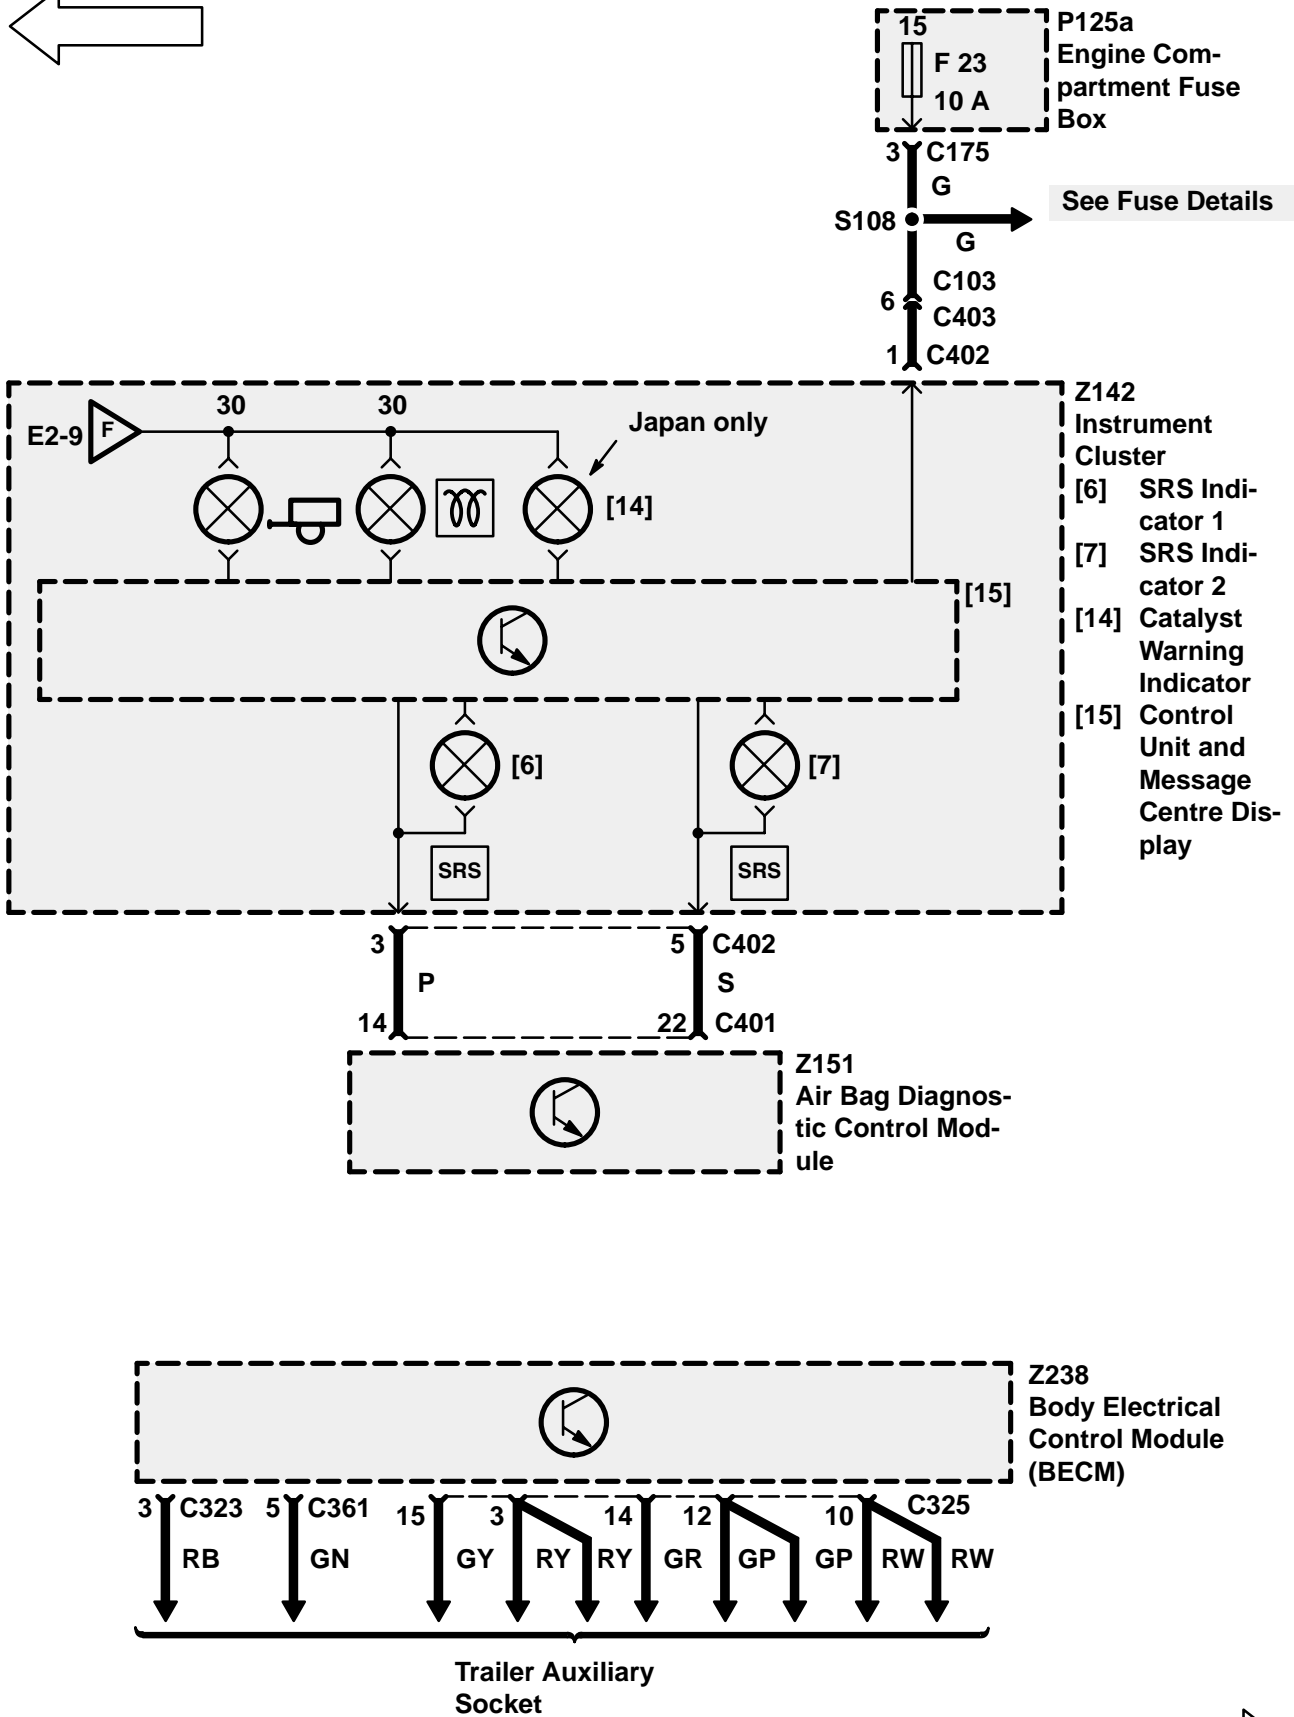 15
F 23
10 A
P125a
Engine Com-
partment Fuse
Box
3
C175
G
S108
See Fuse Details
G
C103
6
C403
1
C402
Z142
Instrument
Cluster
[6] SRS Indi-
cator 1
[7] SRS Indi-
cator 2
[14] Catalyst
Warning
Indicator
[15] Control
Unit and
Message
Centre Dis-
play
E2-9
F
30
30
Japan only
[14]
[15]
[6]
[7]
SRS
SRS
3
5
C402
P
S
14
22
C401
Z151
Air Bag Diagnos-
tic Control Mod-
ule
Z238
Body Electrical
Control Module
(BECM)
3 C323 5 C361 15 3 14 12 10 C325
RB GN GY RY RY GR GP GP RW RW
Trailer Auxiliary
Socket